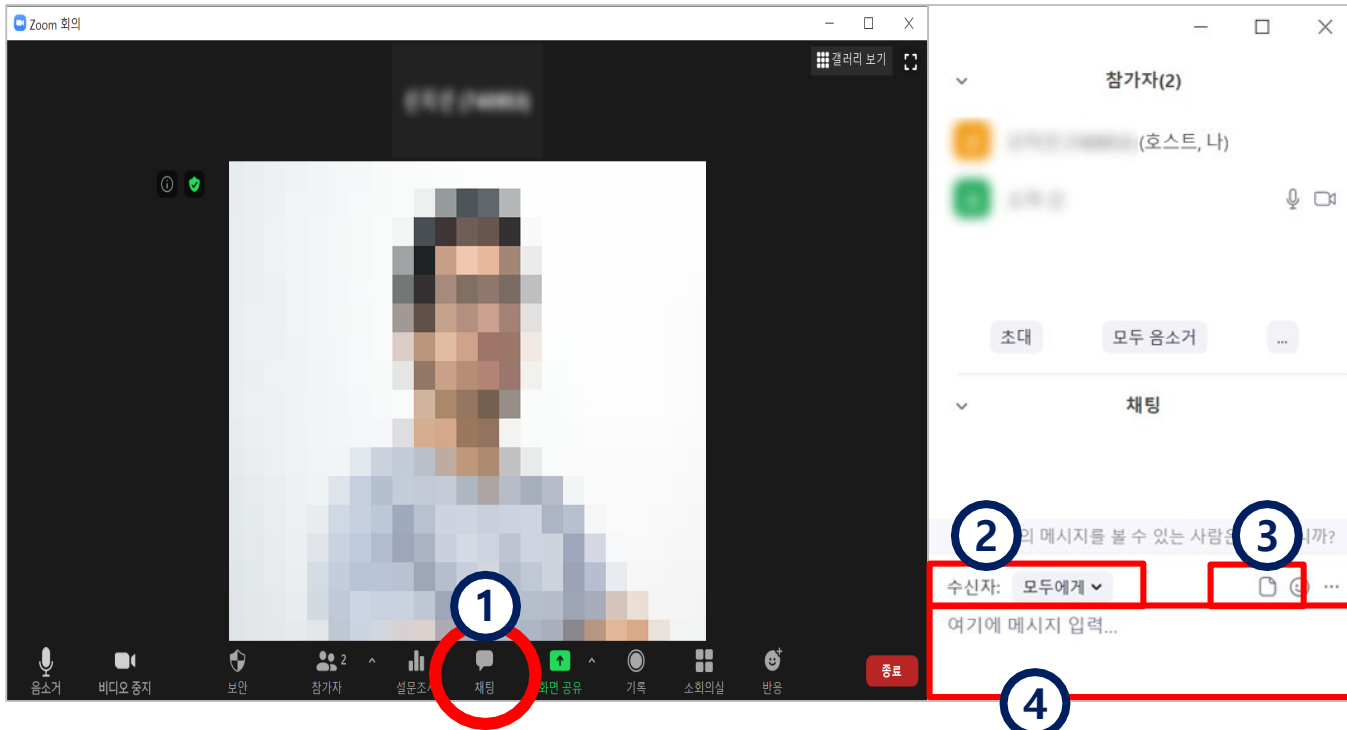 Zoom 회의
갤러리 보기
음소거
비디오 중지
보안
참가자 2
설문조사
채팅
화면 공유
기록
소회의실
반응
종료
1
참가자(2)
(호스트, 나)
초대
모두 음소거
...
채팅
의 메시지를 볼 수 있는 사람은
니까?
2
3
수신자: 모두에게
여기에 메시지 입력...
4